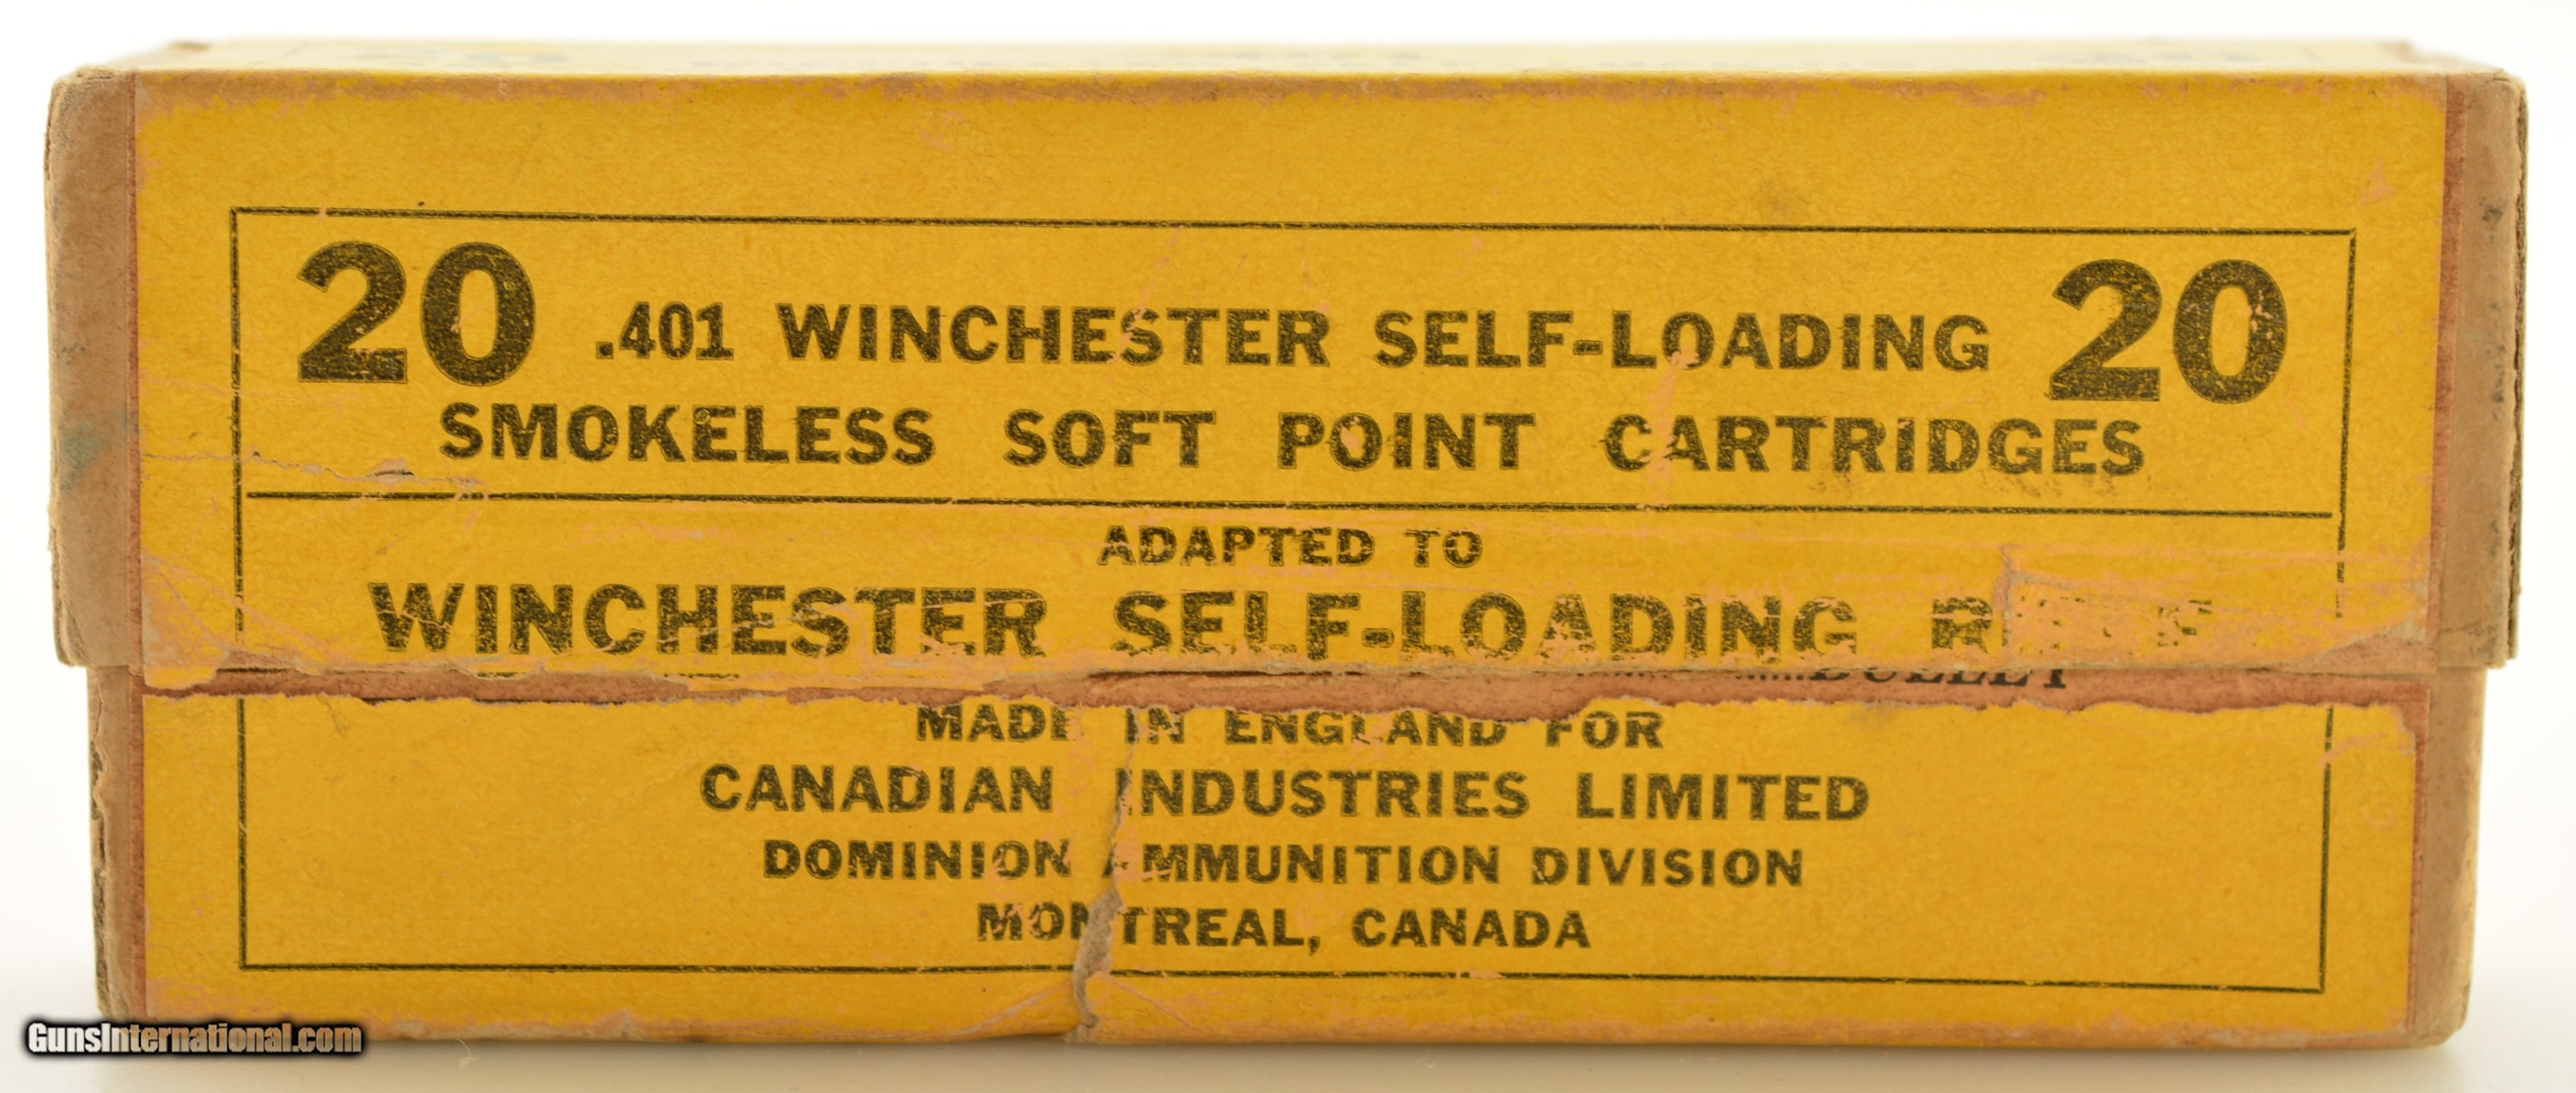 20 .401 WINCHESTER SELF-LOADING 20
SMOKELESS SOFT POINT CARTRIDGES
ADAPTED TO
WINCHESTER SELF-LOADING
BULLET
MADE IN ENGLAND FOR
CANADIAN INDUSTRIES LIMITED
DOMINION AMMUNITION DIVISION
MONTREAL, CANADA
GunsInternational.com